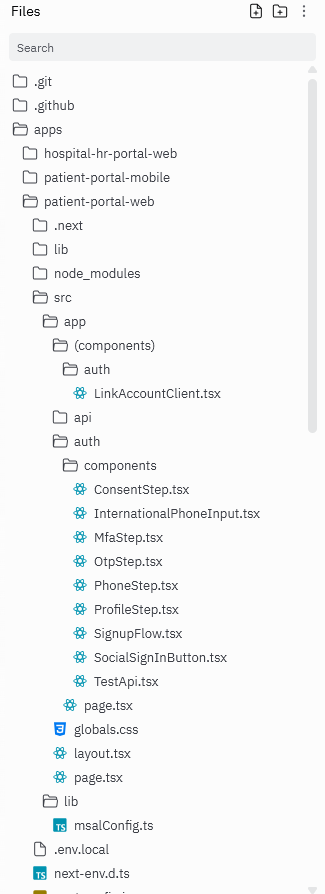 Files
Search
.git
.github
apps
hospital-hr-portal-web
patient-portal-mobile
patient-portal-web
.next
lib
node_modules
src
app
(components)
auth
LinkAccountClient.tsx
api
auth
components
ConsentStep.tsx
InternationalPhoneInput.tsx
MfaStep.tsx
OtpStep.tsx
PhoneStep.tsx
ProfileStep.tsx
SignupFlow.tsx
SocialSignInButton.tsx
TestApi.tsx
page.tsx
globals.css
layout.tsx
page.tsx
lib
TS msalConfig.ts
.env.local
TS next-env.d.ts